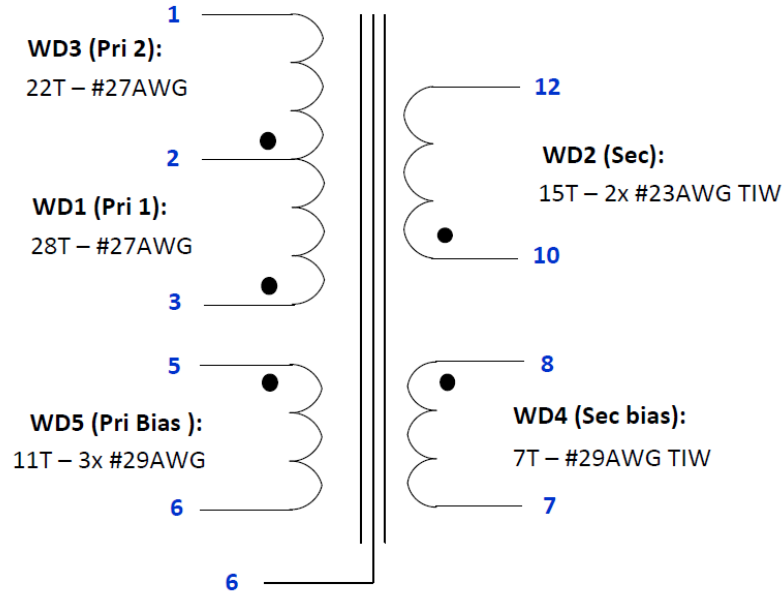 1
WD3 (Pri 2):
22T – #27AWG
2
WD1 (Pri 1):
28T – #27AWG
3
5
WD5 (Pri Bias ):
11T – 3x #29AWG
6
6
12
WD2 (Sec):
15T – 2x #23AWG TIW
10
8
WD4 (Sec bias):
7T – #29AWG TIW
7